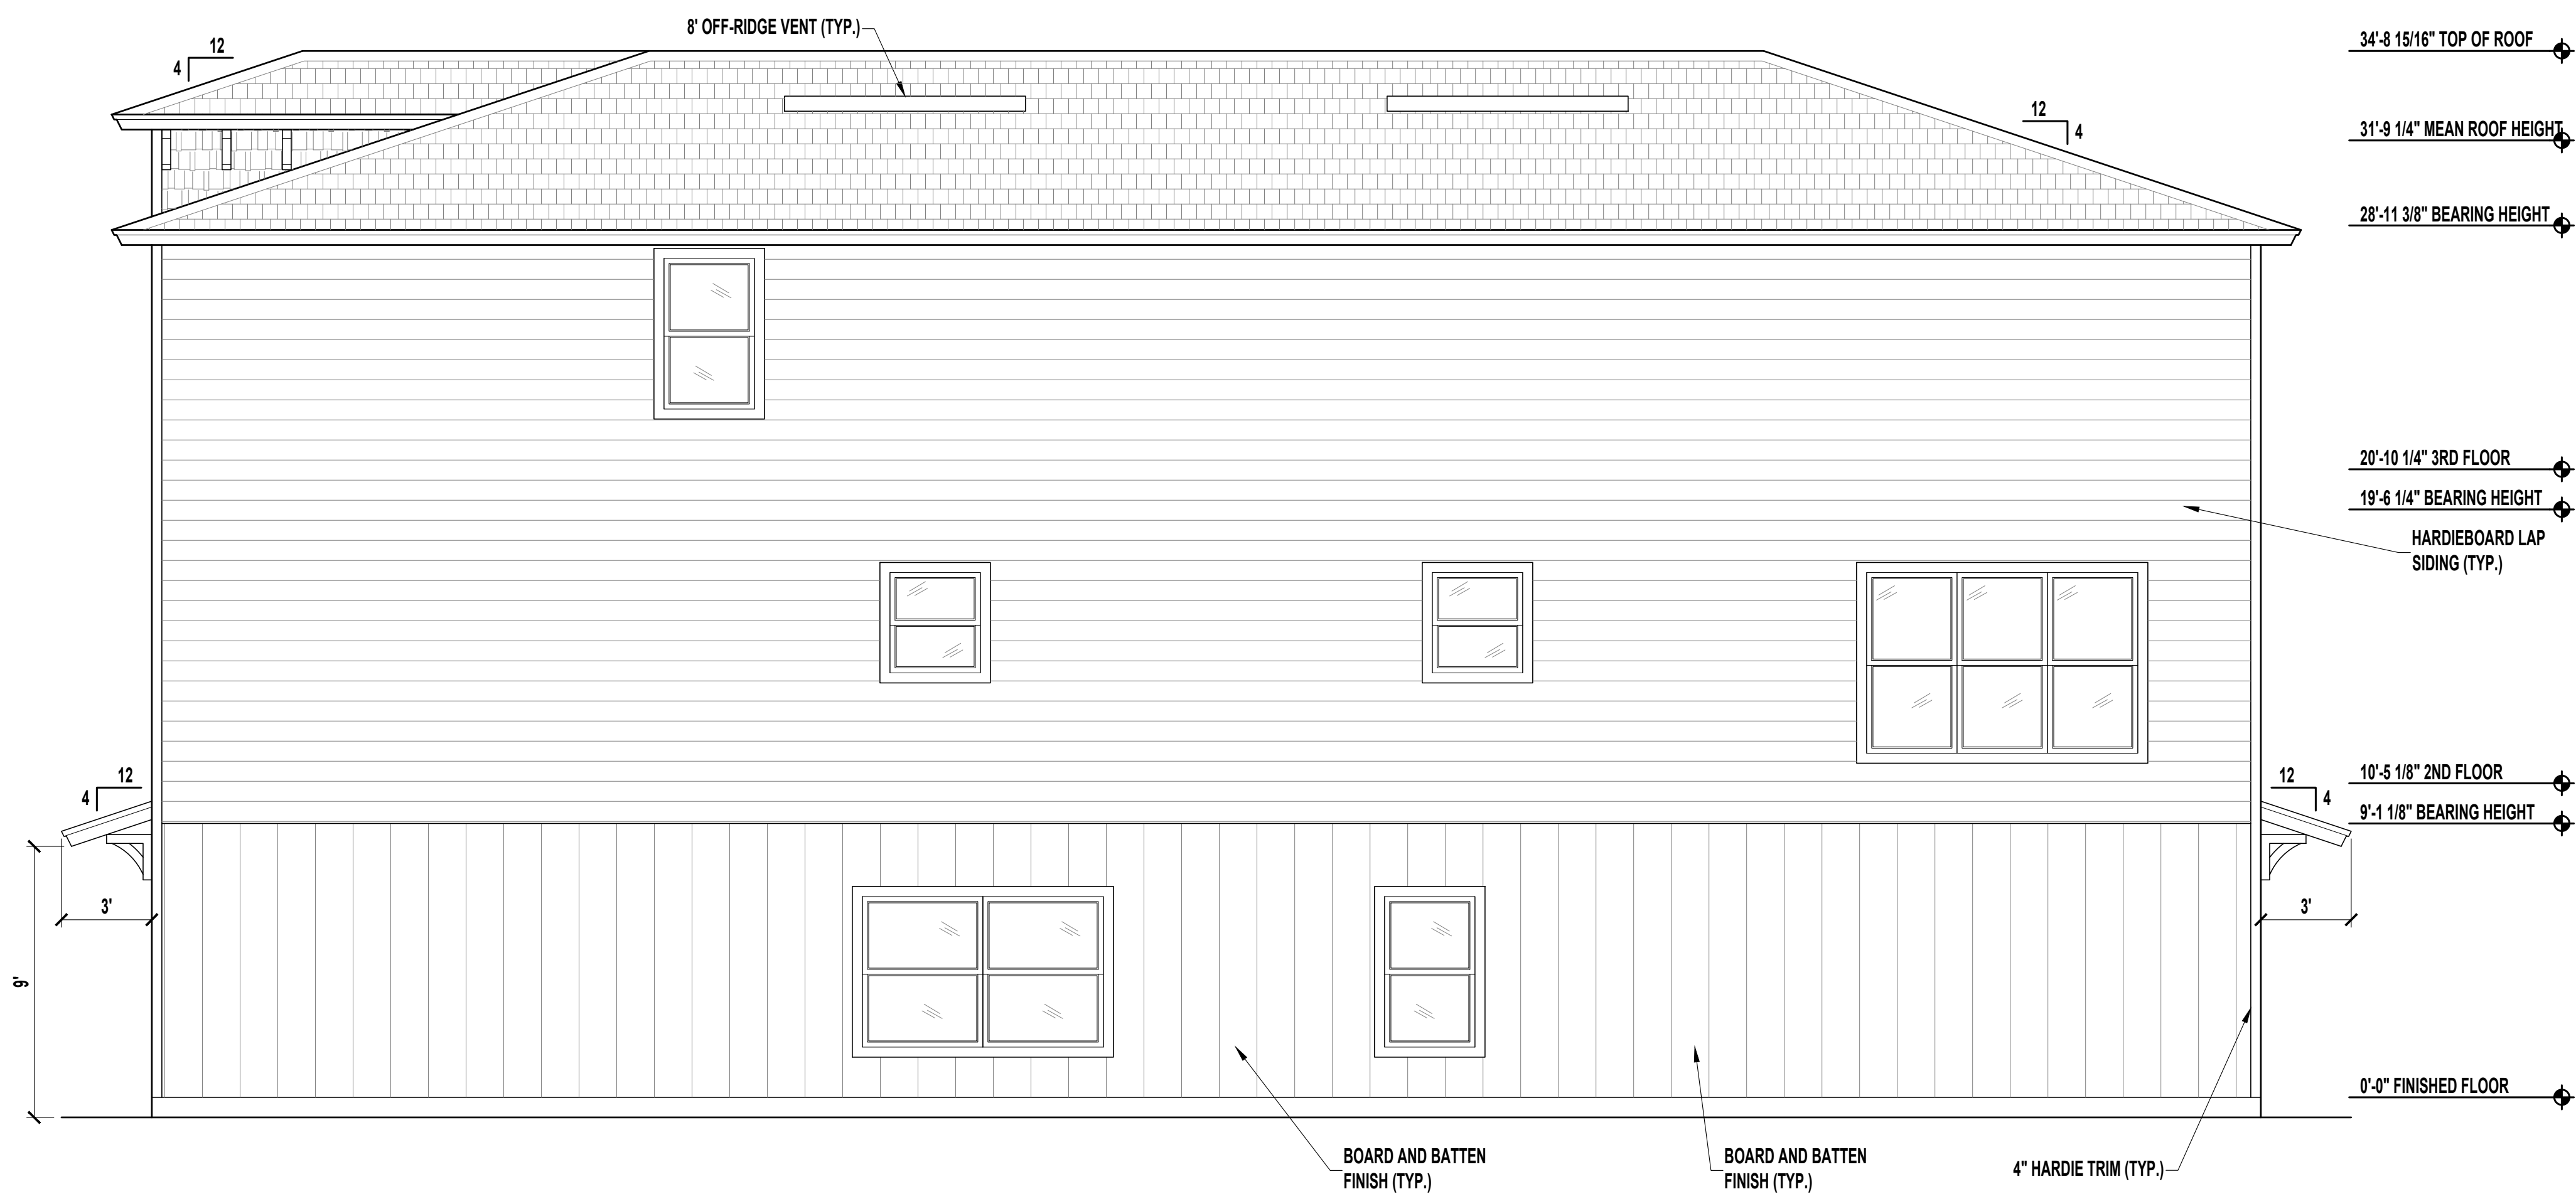 8' OFF-RIDGE VENT (TYP.)
34'-8 15/16" TOP OF ROOF
12
4
12
4
31'-9 1/4" MEAN ROOF HEIGHT
28'-11 3/8" BEARING HEIGHT
20'-10 1/4" 3RD FLOOR
19'-6 1/4" BEARING HEIGHT
HARDIEBOARD LAP
SIDING (TYP.)
12
4
12
4
10'-5 1/8" 2ND FLOOR
9'-1 1/8" BEARING HEIGHT
3'
3'
9'
0'-0" FINISHED FLOOR
BOARD AND BATTEN
FINISH (TYP.)
BOARD AND BATTEN
FINISH (TYP.)
4" HARDIE TRIM (TYP.)